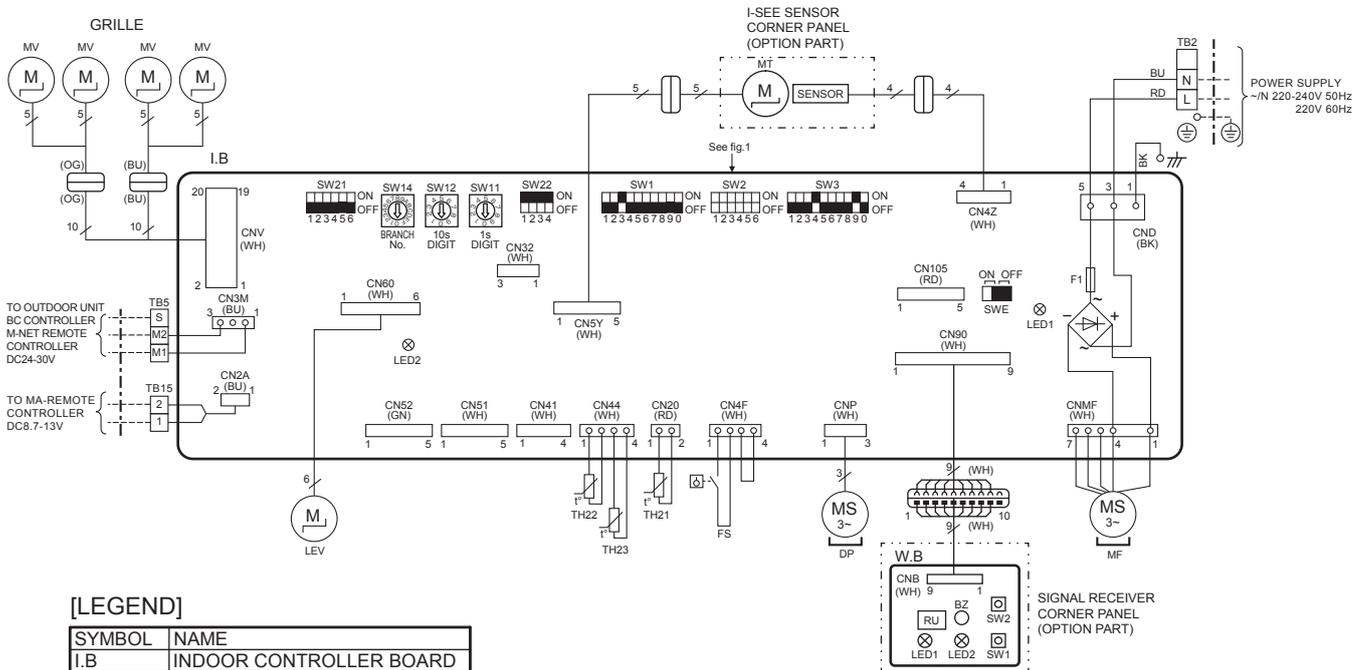 GRILLE
MV MV MV MV
M M M M
5 5 5 5
(OG) (BU)
(OG) (BU)
10 10
I-SEE SENSOR
CORNER PANEL
(OPTION PART)
MT
M SENSOR
5 5 4 4
See fig.1
TB2
BU N
RD L
POWER SUPPLY
~/N 220-240V 50Hz
220V 60Hz
BK
I.B
20 19
CNV
(WH)
2 1
SW21
ON
OFF
123456
SW14
BRANCH
No.
SW12
10s
DIGIT
SW11
1s
DIGIT
SW22
ON
OFF
1234
SW1
ON
OFF
1234567890
SW2
ON
OFF
123456
SW3
ON
OFF
1234567890
4 1
CN4Z
(WH)
5 3 1
CND
(BK)
CN32
(WH)
3 1
CN60
(WH)
1 6
LED2
1 CN5Y 5
(WH)
CN105
(RD)
1 5
ON OFF
SWE
LED1
F1
~
- +
~
CN90
(WH)
1 9
TO OUTDOOR UNIT
BC CONTROLLER
M-NET REMOTE
CONTROLLER
DC24-30V
TB5
S
M2
M1
CN3M
(BU)
3 1
TO MA-REMOTE
CONTROLLER
DC8.7-13V
TB15
2
1
CN2A
(BU)
2 1
CN52
(GN)
1 5
CN51
(WH)
1 5
CN41
(WH)
1 4
CN44
(WH)
1 4
CN20
(RD)
1 2
CN4F
(WH)
1 4
CNP
(WH)
1 3
CNMF
(WH)
7 4 1
6
M
LEV
t°
TH22
t°
TH23
t°
TH21
FS
3
MS
3~
DP
9 (WH)
1 10
9 (WH)
MS
3~
MF
W.B
CNB
(WH) 9 1
RU BZ SW2
LED1 LED2 SW1
SIGNAL RECEIVER
CORNER PANEL
(OPTION PART)
[LEGEND]
SYMBOL NAME
I.B INDOOR CONTROLLER BOARD